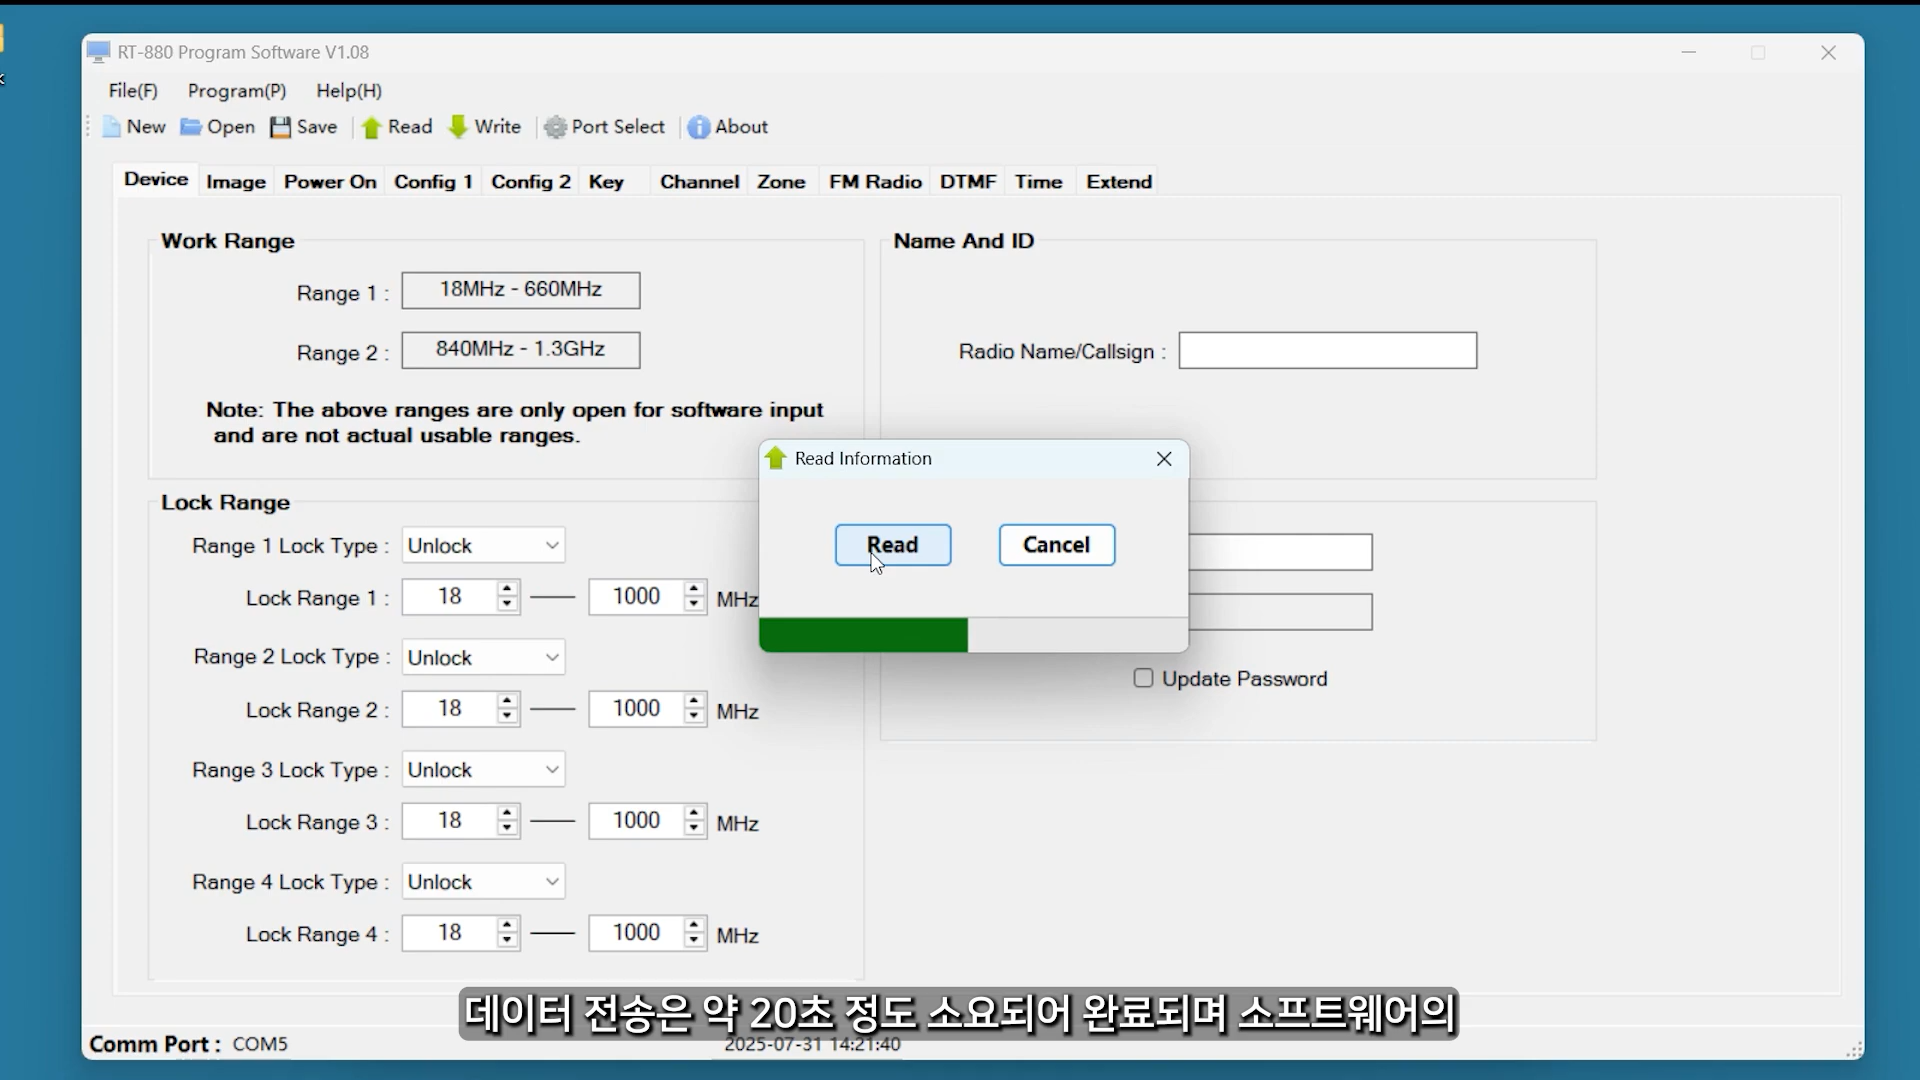 RT-880 Program Software V1.08
File(F) Program(P) Help(H)
New Open Save Read Write Port Select About
Device Image Power On Config 1 Config 2 Key Channel Zone FM Radio DTMF Time Extend
Work Range
Range 1 : 18MHz - 660MHz
Range 2 : 840MHz - 1.3GHz
Note: The above ranges are only open for software input
and are not actual usable ranges.
Name And ID
Radio Name/Callsign :
Read Information
Read Cancel
Lock Range
Range 1 Lock Type : Unlock
Lock Range 1 : 18 1000 MHz
Range 2 Lock Type : Unlock
Lock Range 2 : 18 1000 MHz
Range 3 Lock Type : Unlock
Lock Range 3 : 18 1000 MHz
Range 4 Lock Type : Unlock
Lock Range 4 : 18 1000 MHz
Update Password
데이터 전송은 약 20초 정도 소요되어 완료되며 소프트웨어의
Comm Port : COM5 2025-07-31 14:21:40